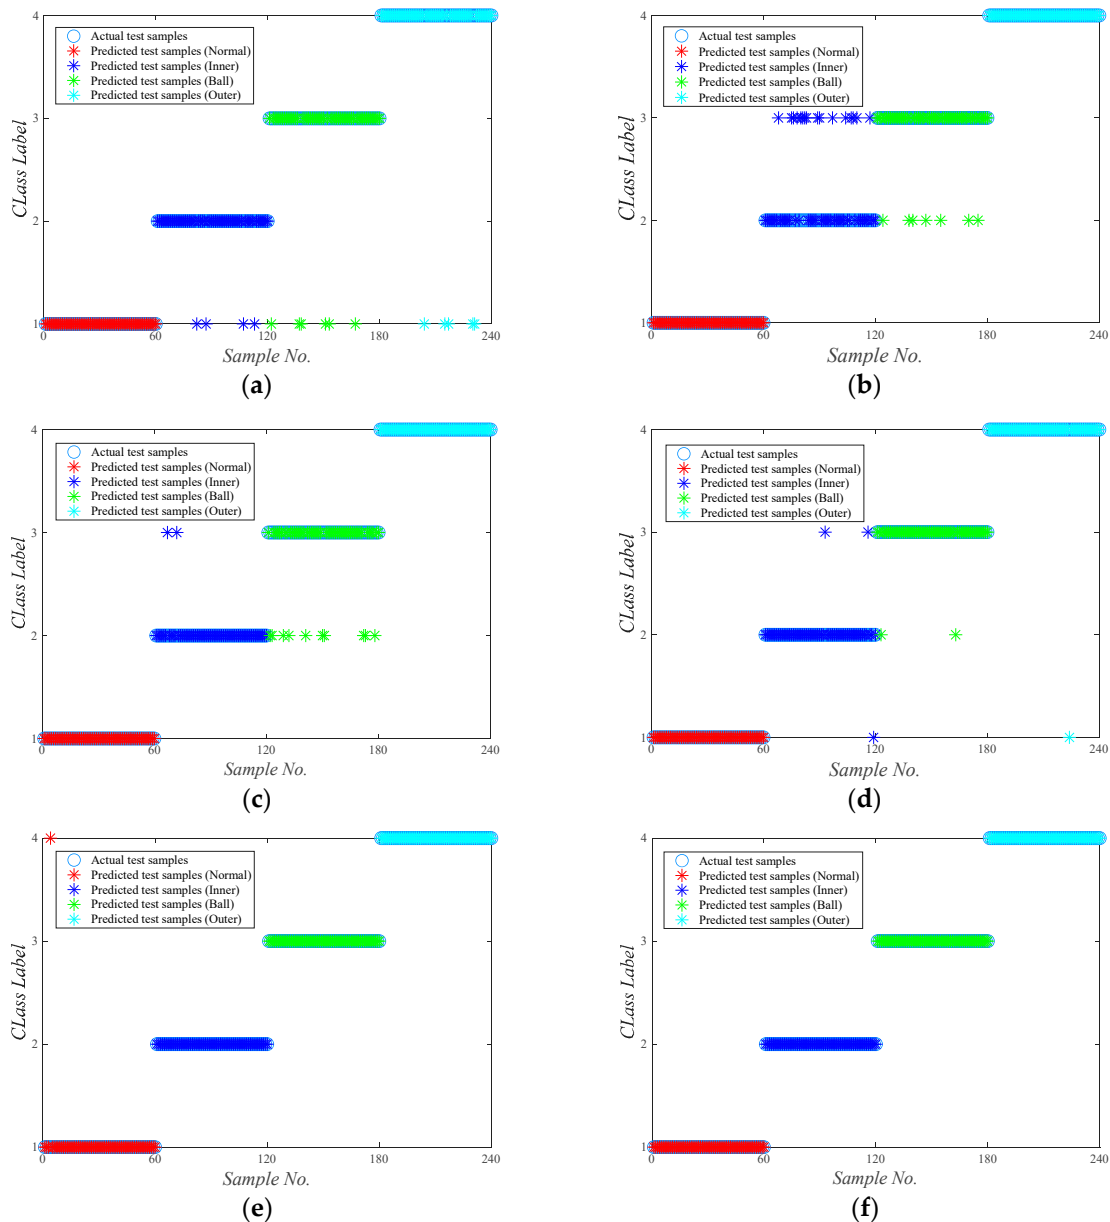 4
Actual test samples
Predicted test samples (Normal)
Predicted test samples (Inner)
Predicted test samples (Ball)
Predicted test samples (Outer)
3
CLass Label
2
1
0 60 120 180 240
Sample No.
(a)
4
Actual test samples
Predicted test samples (Normal)
Predicted test samples (Inner)
Predicted test samples (Ball)
Predicted test samples (Outer)
3
CLass Label
2
1
0 60 120 180 240
Sample No.
(b)
4
Actual test samples
Predicted test samples (Normal)
Predicted test samples (Inner)
Predicted test samples (Ball)
Predicted test samples (Outer)
3
CLass Label
2
1
0 60 120 180 240
Sample No.
(c)
4
Actual test samples
Predicted test samples (Normal)
Predicted test samples (Inner)
Predicted test samples (Ball)
Predicted test samples (Outer)
3
CLass Label
2
1
0 60 120 180 240
Sample No.
(d)
4
Actual test samples
Predicted test samples (Normal)
Predicted test samples (Inner)
Predicted test samples (Ball)
Predicted test samples (Outer)
3
CLass Label
2
1
0 60 120 180 240
Sample No.
(e)
4
Actual test samples
Predicted test samples (Normal)
Predicted test samples (Inner)
Predicted test samples (Ball)
Predicted test samples (Outer)
3
CLass Label
2
1
0 60 120 180 240
Sample No.
(f)